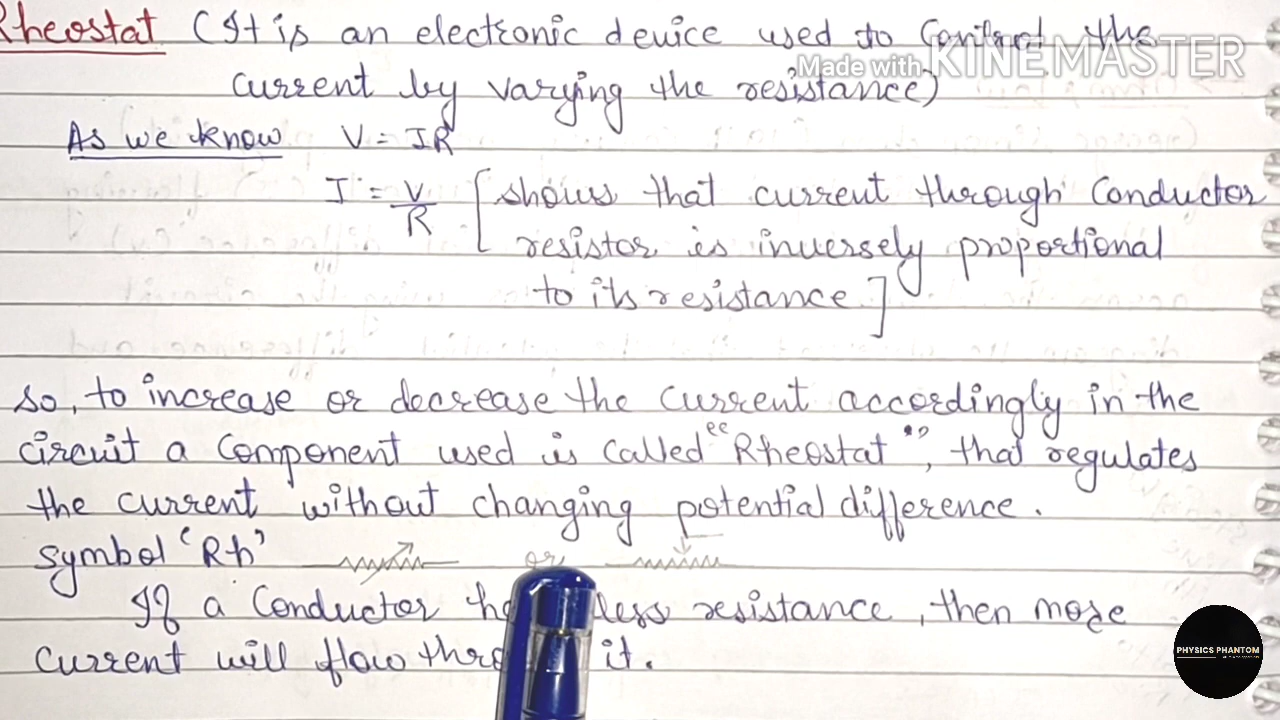 Rheostat (It is an electronic device used to Control the
Made with KINEMASTER
current by varying the resistance)
As we know V = IR
I = V/R [shows that current through Conductor
resistor is inversely proportional
to its resistance]
so, to increase or decrease the current accordingly in the
circuit a Component used is called "Rheostat", that regulates
the current without changing potential difference.
symbol 'Rh' or
If a Conductor less resistance, then more
current will flow it.
PHYSICS PHANTOM